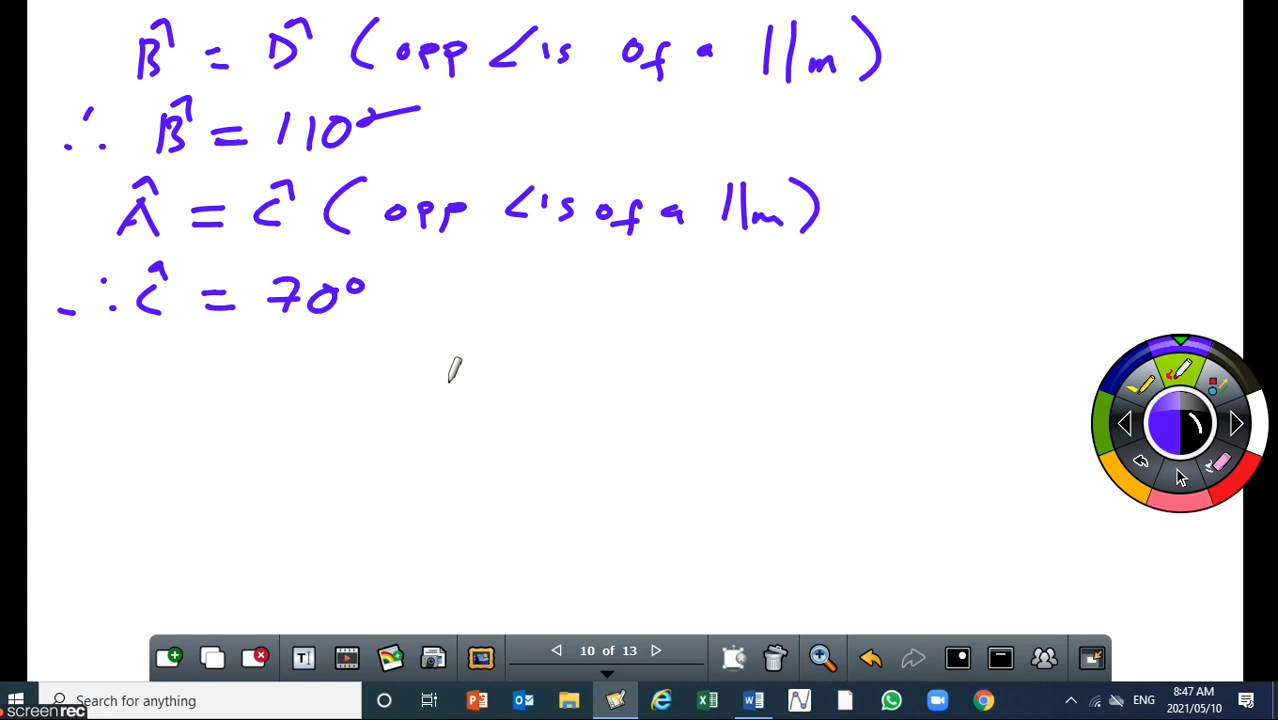 B̂ = D̂ (opp ∠'s of a ||m)
∴ B̂ = 110°
Â = Ĉ (opp ∠'s of a ||m)
∴ Ĉ = 70°
10 of 13
Search for anything
ENG
8:47 AM
2021/05/10
screenrec